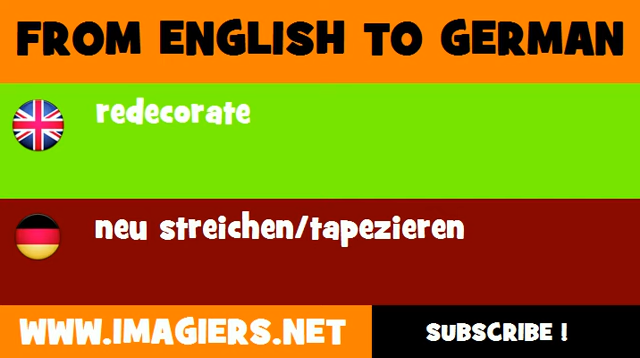 FROM ENGLISH TO GERMAN
redecorate
neu streichen/tapezieren
WWW.IMAGIERS.NET
SUBSCRIBE !